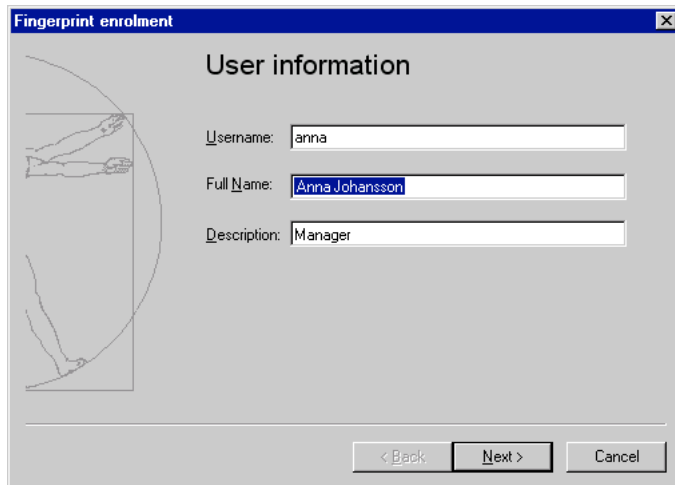 Fingerprint enrolment
User information
Username: anna
Full Name: Anna Johansson
Description: Manager
< Back Next > Cancel